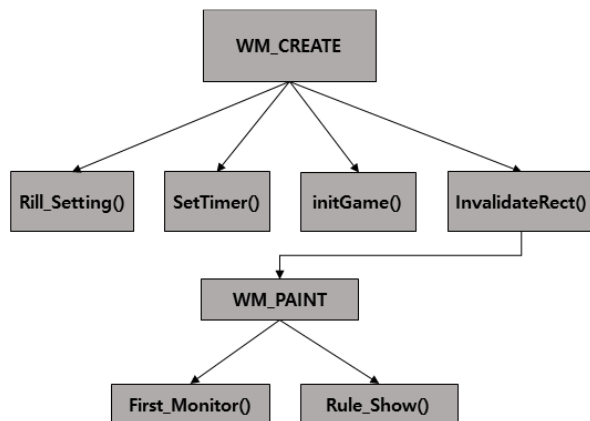 WM_CREATE
Rill_Setting()
SetTimer()
initGame()
InvalidateRect()
WM_PAINT
First_Monitor()
Rule_Show()